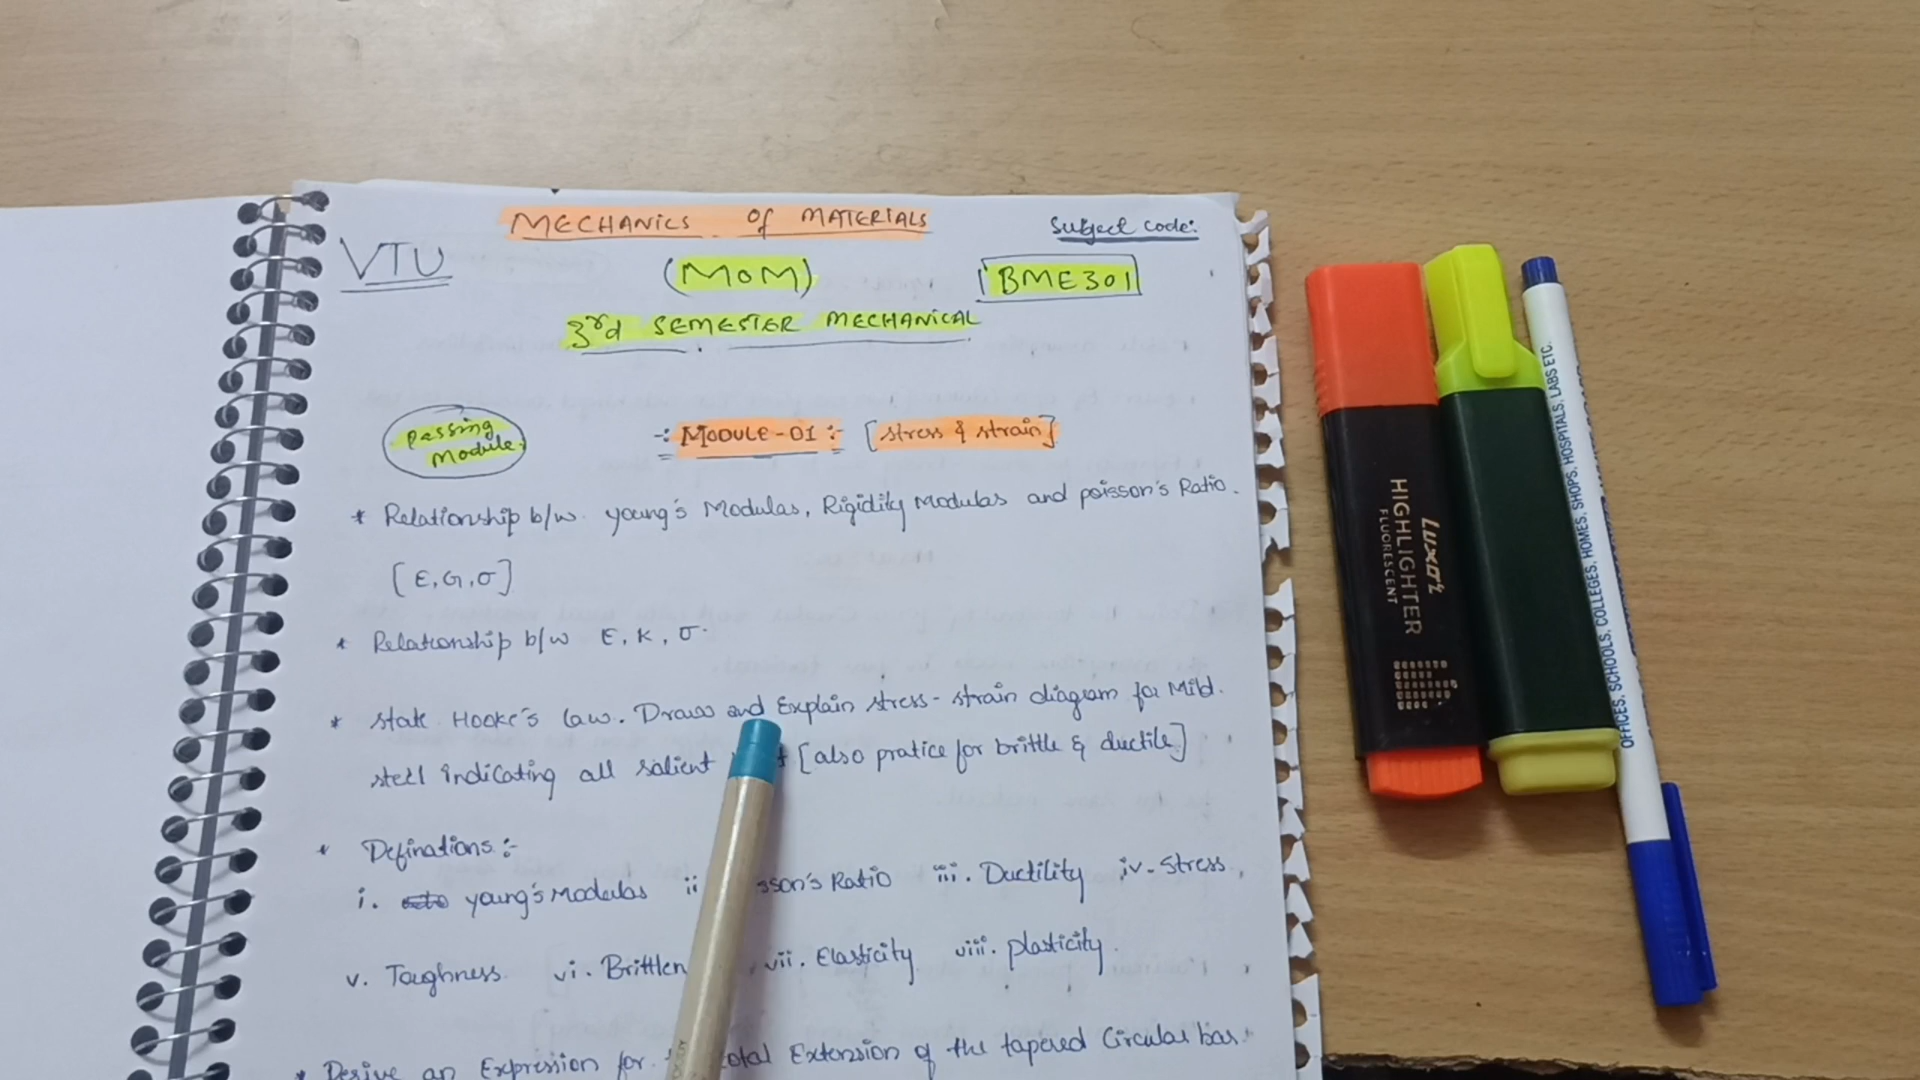 MECHANICS Of MATERIALS
Subject code:
VTU
(MOM)
BME301
3rd SEMESTER MECHANICAL
Passing Module.
-: MODULE-01 :- [stress & strain]
* Relationship b/w. young's Modulas, Rigidity Modulas and poisson's Ratio.
[E, G, σ]
* Relationship b/w E, K, σ.
* state Hooke's law. Draw and Explain stress-strain diagram for Mild.
steel indicating all salient [also pratice for brittle & ductile]
* Definations:-
i. young's Modulas ii sson's Ratio iii. Ductility iv- stress.
v. Toughness. vi. Brittlen vii. Elasticity viii. plasticity.
* Derive an Expression for total Extension of the tapered Circular bar.
LUXOR
HIGHLIGHTER
FLUORESCENT
OFFICES, SCHOOLS, COLLEGES, HOMES, SHOPS, HOSPITALS, LABS ETC.